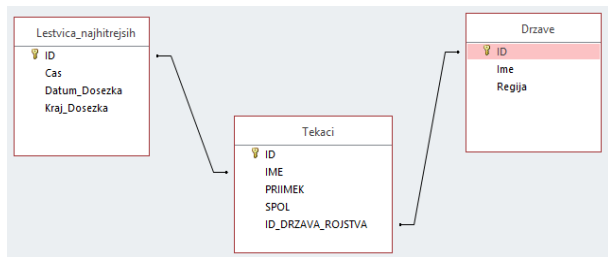 Lestvica_najhitrejsih
ID
Cas
Datum_Dosezka
Kraj_Dosezka
Tekaci
ID
IME
PRIIMEK
SPOL
ID_DRZAVA_ROJSTVA
Drzave
ID
Ime
Regija